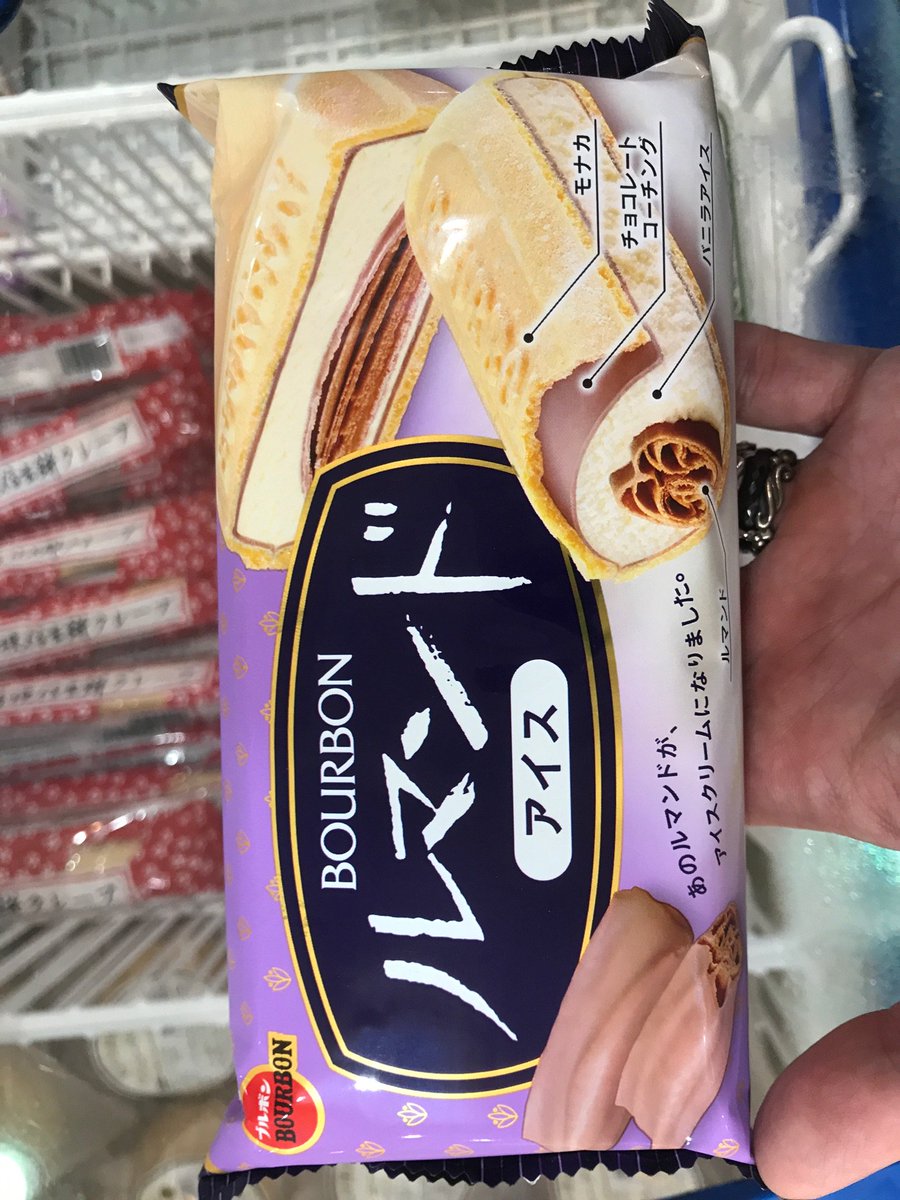 BOURBON
ルマンド
アイス
モナカ
チョコレート
コーチング
バニラアイス
ルマンド
あのルマンドが、
アイスクリームになりました。
ブルボン
BOURBON